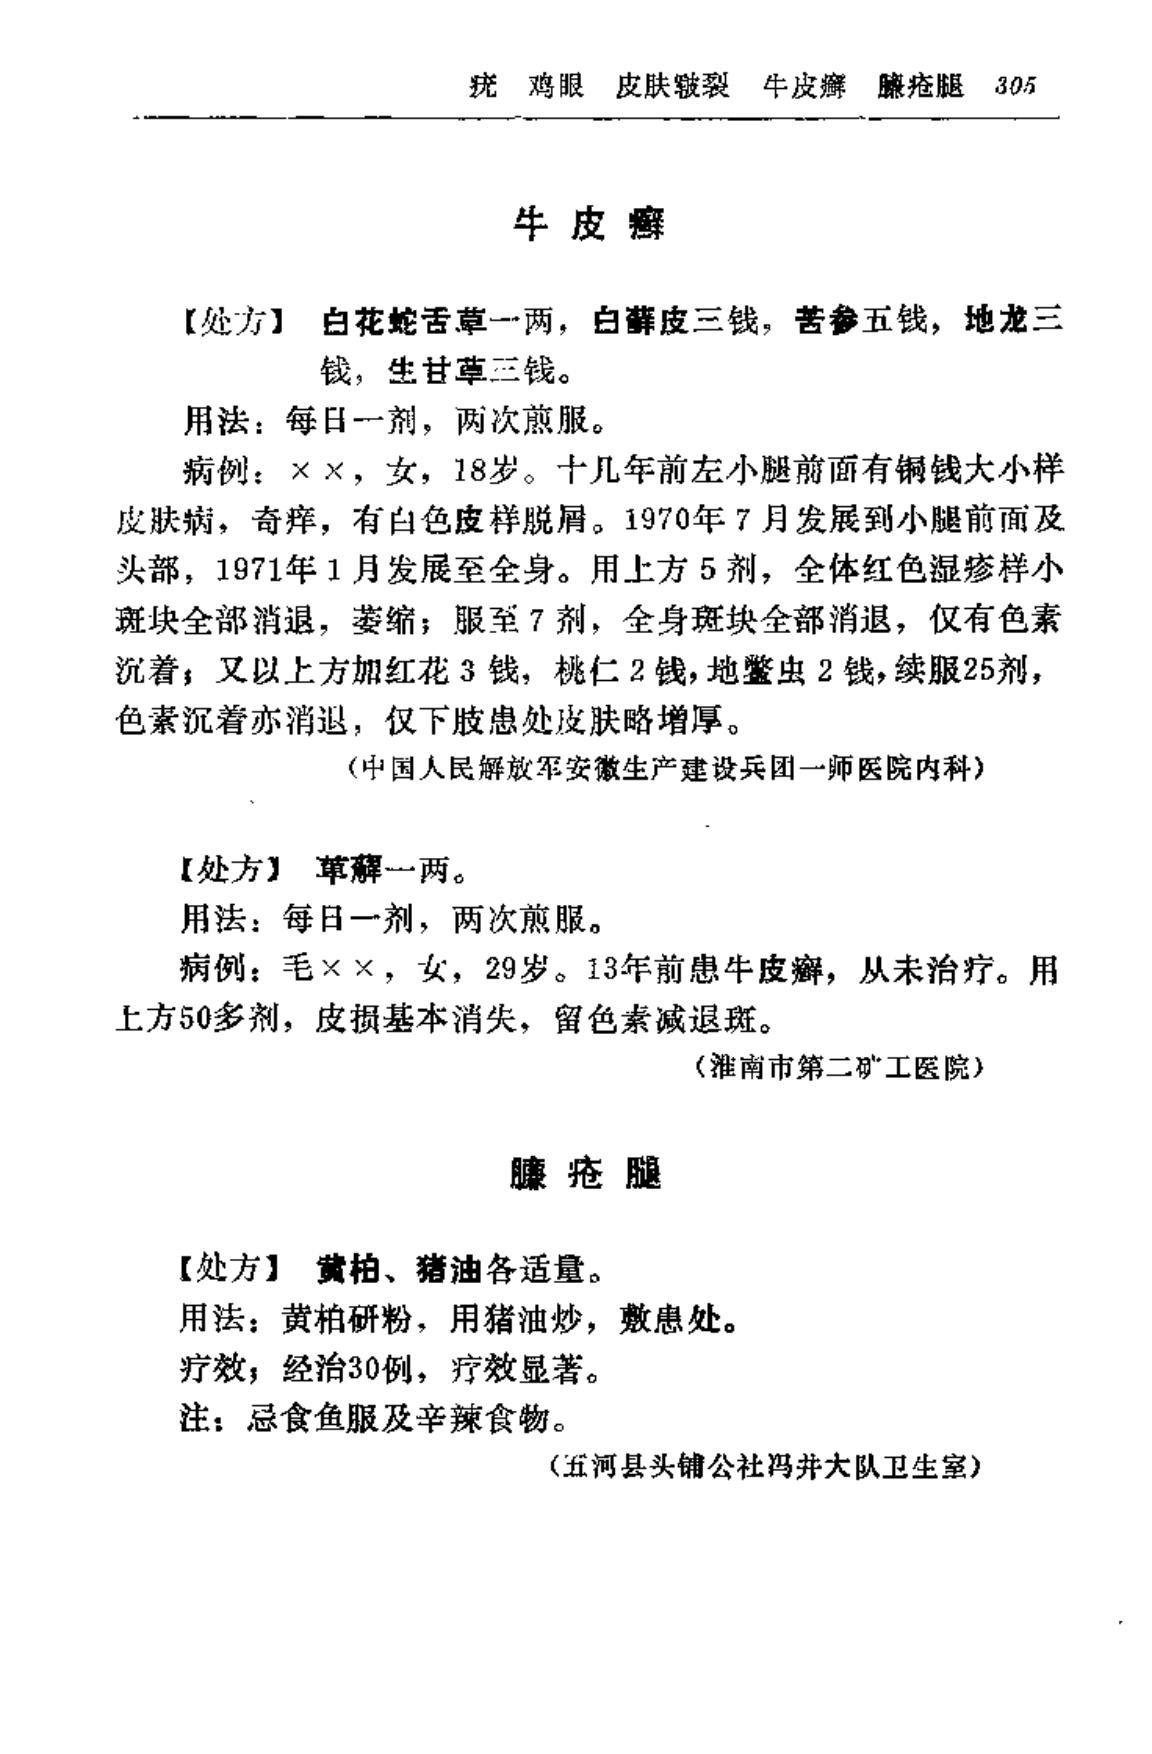 疣 鸡眼 皮肤皲裂 牛皮癣 臁疮腿 305
牛皮癣
【处方】 白花蛇舌草一两，白藓皮三钱，苦参五钱，地龙三
钱，生甘草三钱。
用法：每日一剂，两次煎服。
病例：××，女，18岁。十几年前左小腿前面有铜钱大小样
皮肤病，奇痒，有白色皮样脱屑。1970年7月发展到小腿前面及
头部，1971年1月发展至全身。用上方5剂，全体红色湿疹样小
斑块全部消退，萎缩；服至7剂，全身斑块全部消退，仅有色素
沉着；又以上方加红花3钱，桃仁2钱，地鳖虫2钱，续服25剂，
色素沉着亦消退，仅下肢患处皮肤略增厚。
（中国人民解放军安徽生产建设兵团一师医院内科）
【处方】 萆薢一两。
用法：每日一剂，两次煎服。
病例：毛××，女，29岁。13年前患牛皮癣，从未治疗。用
上方50多剂，皮损基本消失，留色素减退斑。
（淮南市第二矿工医院）
臁疮腿
【处方】 黄柏、猪油各适量。
用法：黄柏研粉，用猪油炒，敷患处。
疗效；经治30例，疗效显著。
注：忌食鱼服及辛辣食物。
（五河县头铺公社冯井大队卫生室）